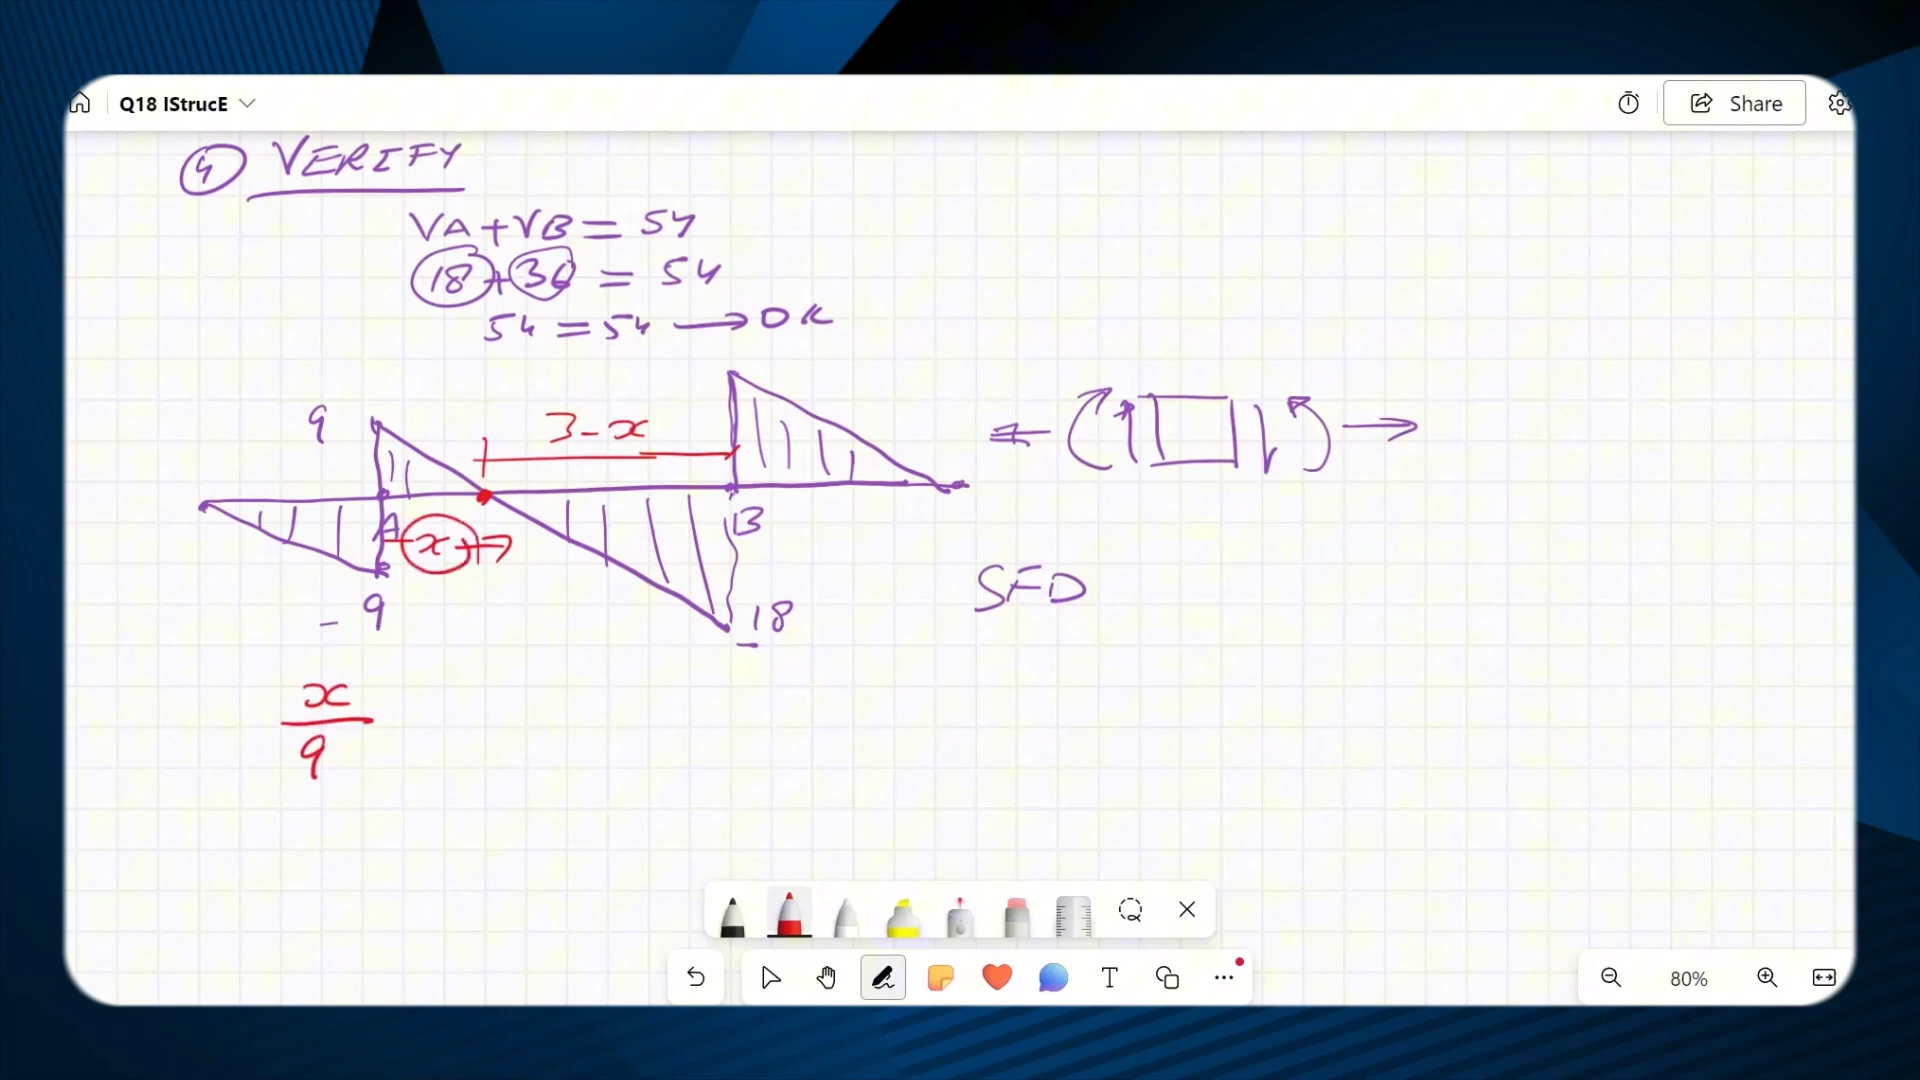 Q18 IStrucE
Share
4 VERIFY
VA+VB = 54
18+36 = 54
54 = 54 → OK
9
3-x
A
x
B
-9
-18
SFD
x
9
T
80%